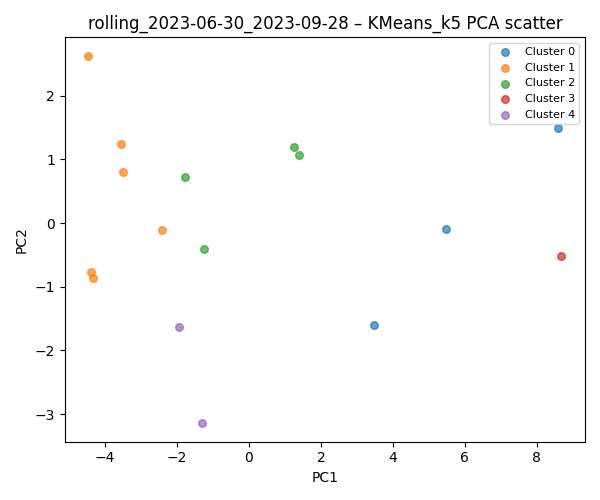 rolling_2023-06-30_2023-09-28 – KMeans_k5 PCA scatter
Cluster 0
Cluster 1
Cluster 2
Cluster 3
Cluster 4
2
1
0
−1
−2
−3
PC2
−4 −2 0 2 4 6 8
PC1